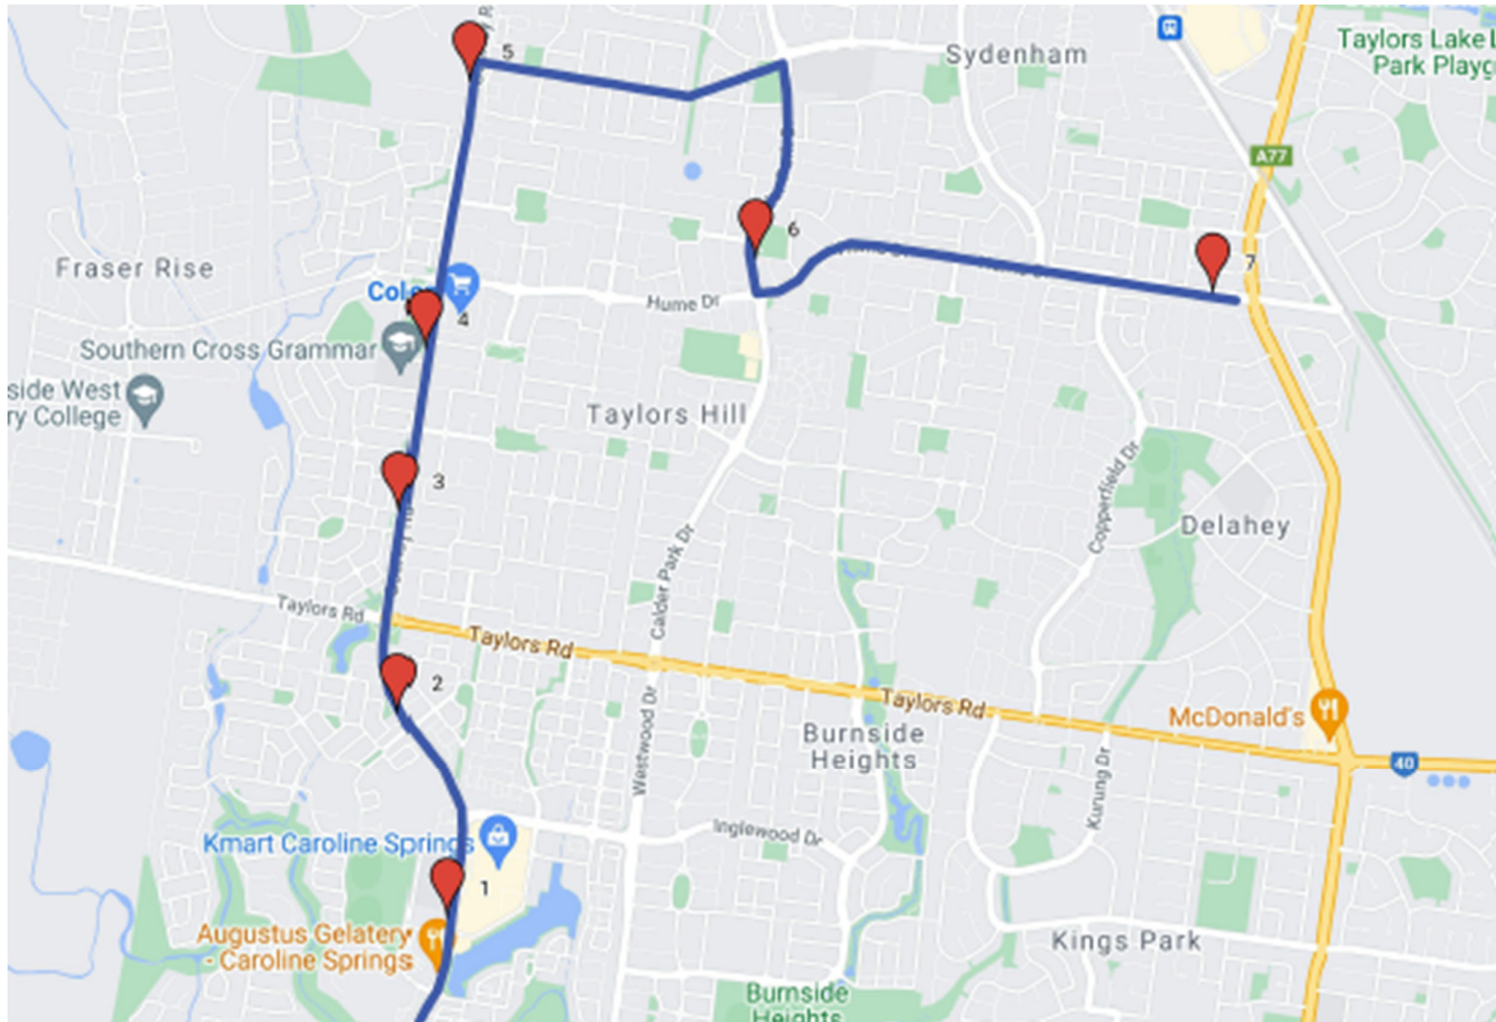 5
Sydenham
Taylors Lake L
Park Playg
A77
6
7
Fraser Rise
Hume Dr
4
Southern Cross Grammar
side West
ry College
Taylors Hill
3
Copperfield Dr
Delahey
Calder Park Dr
Taylors Rd
Taylors Rd
2
Taylors Rd
McDonald's
Burnside
Heights
40
Westwood Dr
Kurung Dr
Kmart Caroline Springs
Inglewood Dr
1
Augustus Gelatery
- Caroline Springs
Kings Park
Burnside
Heights